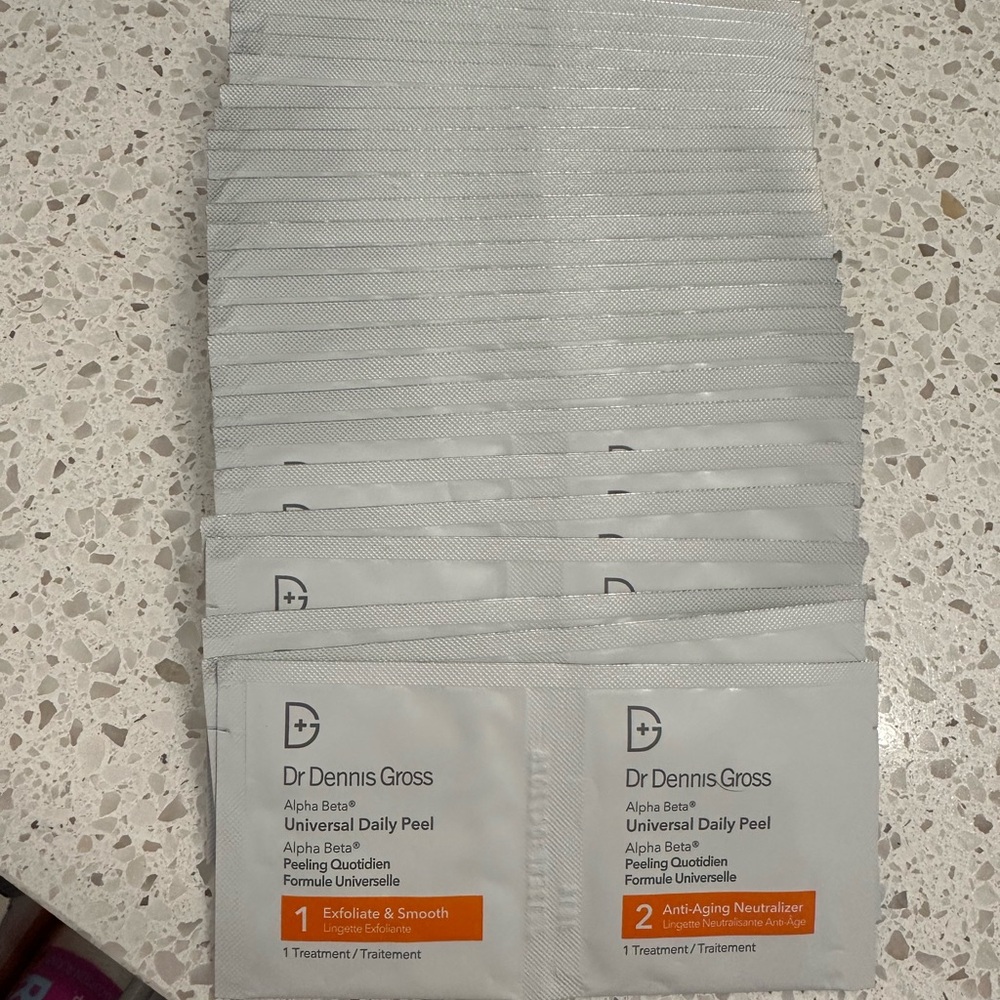 Dr Dennis Gross
Alpha Beta®
Universal Daily Peel
Alpha Beta®
Peeling Quotidien
Formule Universelle
1 Exfoliate & Smooth
Lingette Exfoliante
1 Treatment / Traitement
Dr Dennis Gross
Alpha Beta®
Universal Daily Peel
Alpha Beta®
Peeling Quotidien
Formule Universelle
2 Anti-Aging Neutralizer
Lingette Neutralisante Anti-Âge
1 Treatment / Traitement